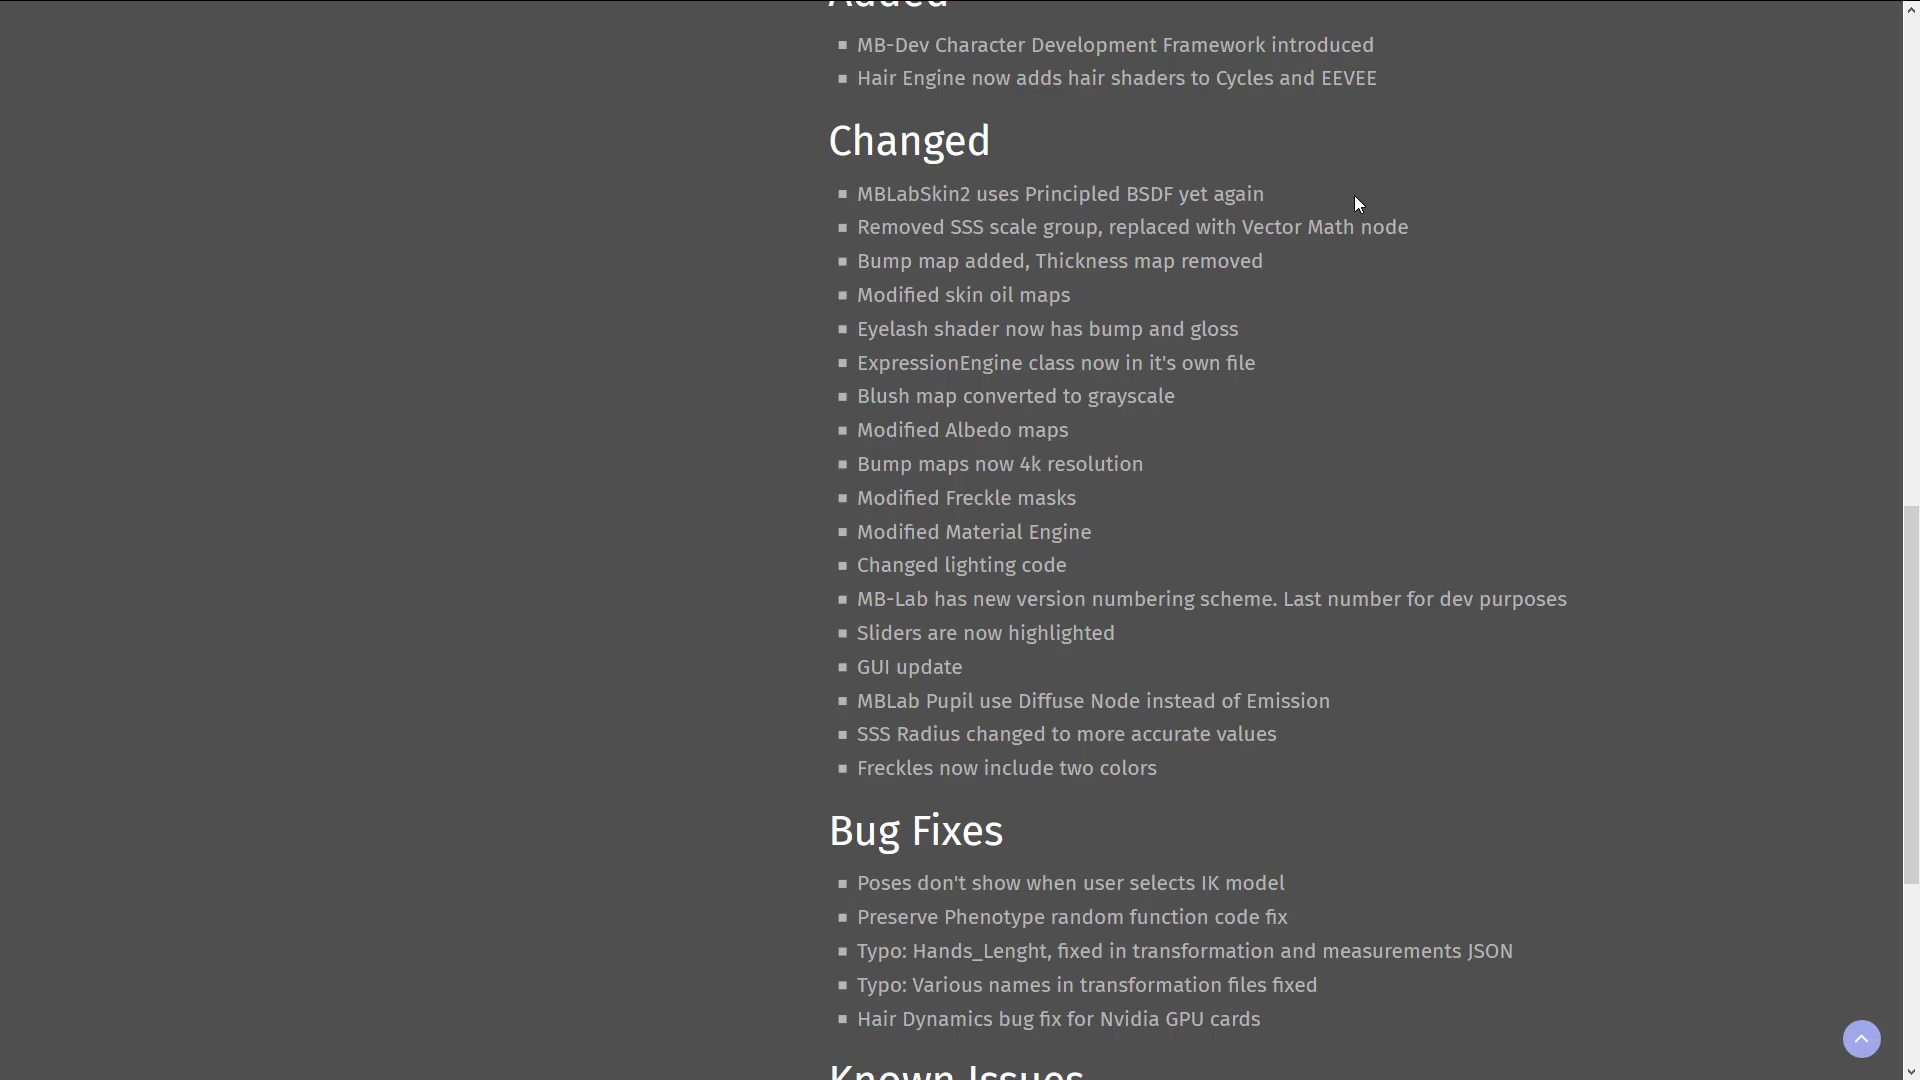 Added
MB-Dev Character Development Framework introduced
Hair Engine now adds hair shaders to Cycles and EEVEE
Changed
MBLabSkin2 uses Principled BSDF yet again
Removed SSS scale group, replaced with Vector Math node
Bump map added, Thickness map removed
Modified skin oil maps
Eyelash shader now has bump and gloss
ExpressionEngine class now in it's own file
Blush map converted to grayscale
Modified Albedo maps
Bump maps now 4k resolution
Modified Freckle masks
Modified Material Engine
Changed lighting code
MB-Lab has new version numbering scheme. Last number for dev purposes
Sliders are now highlighted
GUI update
MBLab Pupil use Diffuse Node instead of Emission
SSS Radius changed to more accurate values
Freckles now include two colors
Bug Fixes
Poses don't show when user selects IK model
Preserve Phenotype random function code fix
Typo: Hands_Lenght, fixed in transformation and measurements JSON
Typo: Various names in transformation files fixed
Hair Dynamics bug fix for Nvidia GPU cards
Known Issues